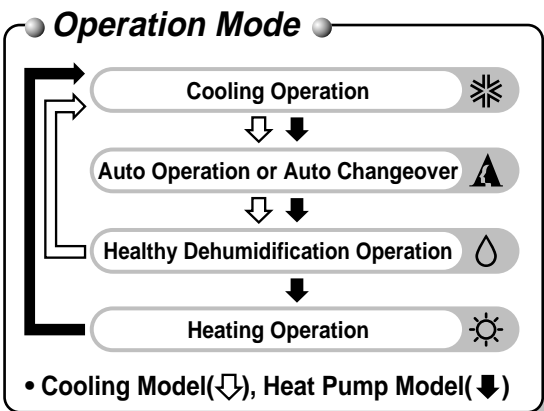 Operation Mode
Cooling Operation
Auto Operation or Auto Changeover
Healthy Dehumidification Operation
Heating Operation
• Cooling Model(⇩), Heat Pump Model(⬇)